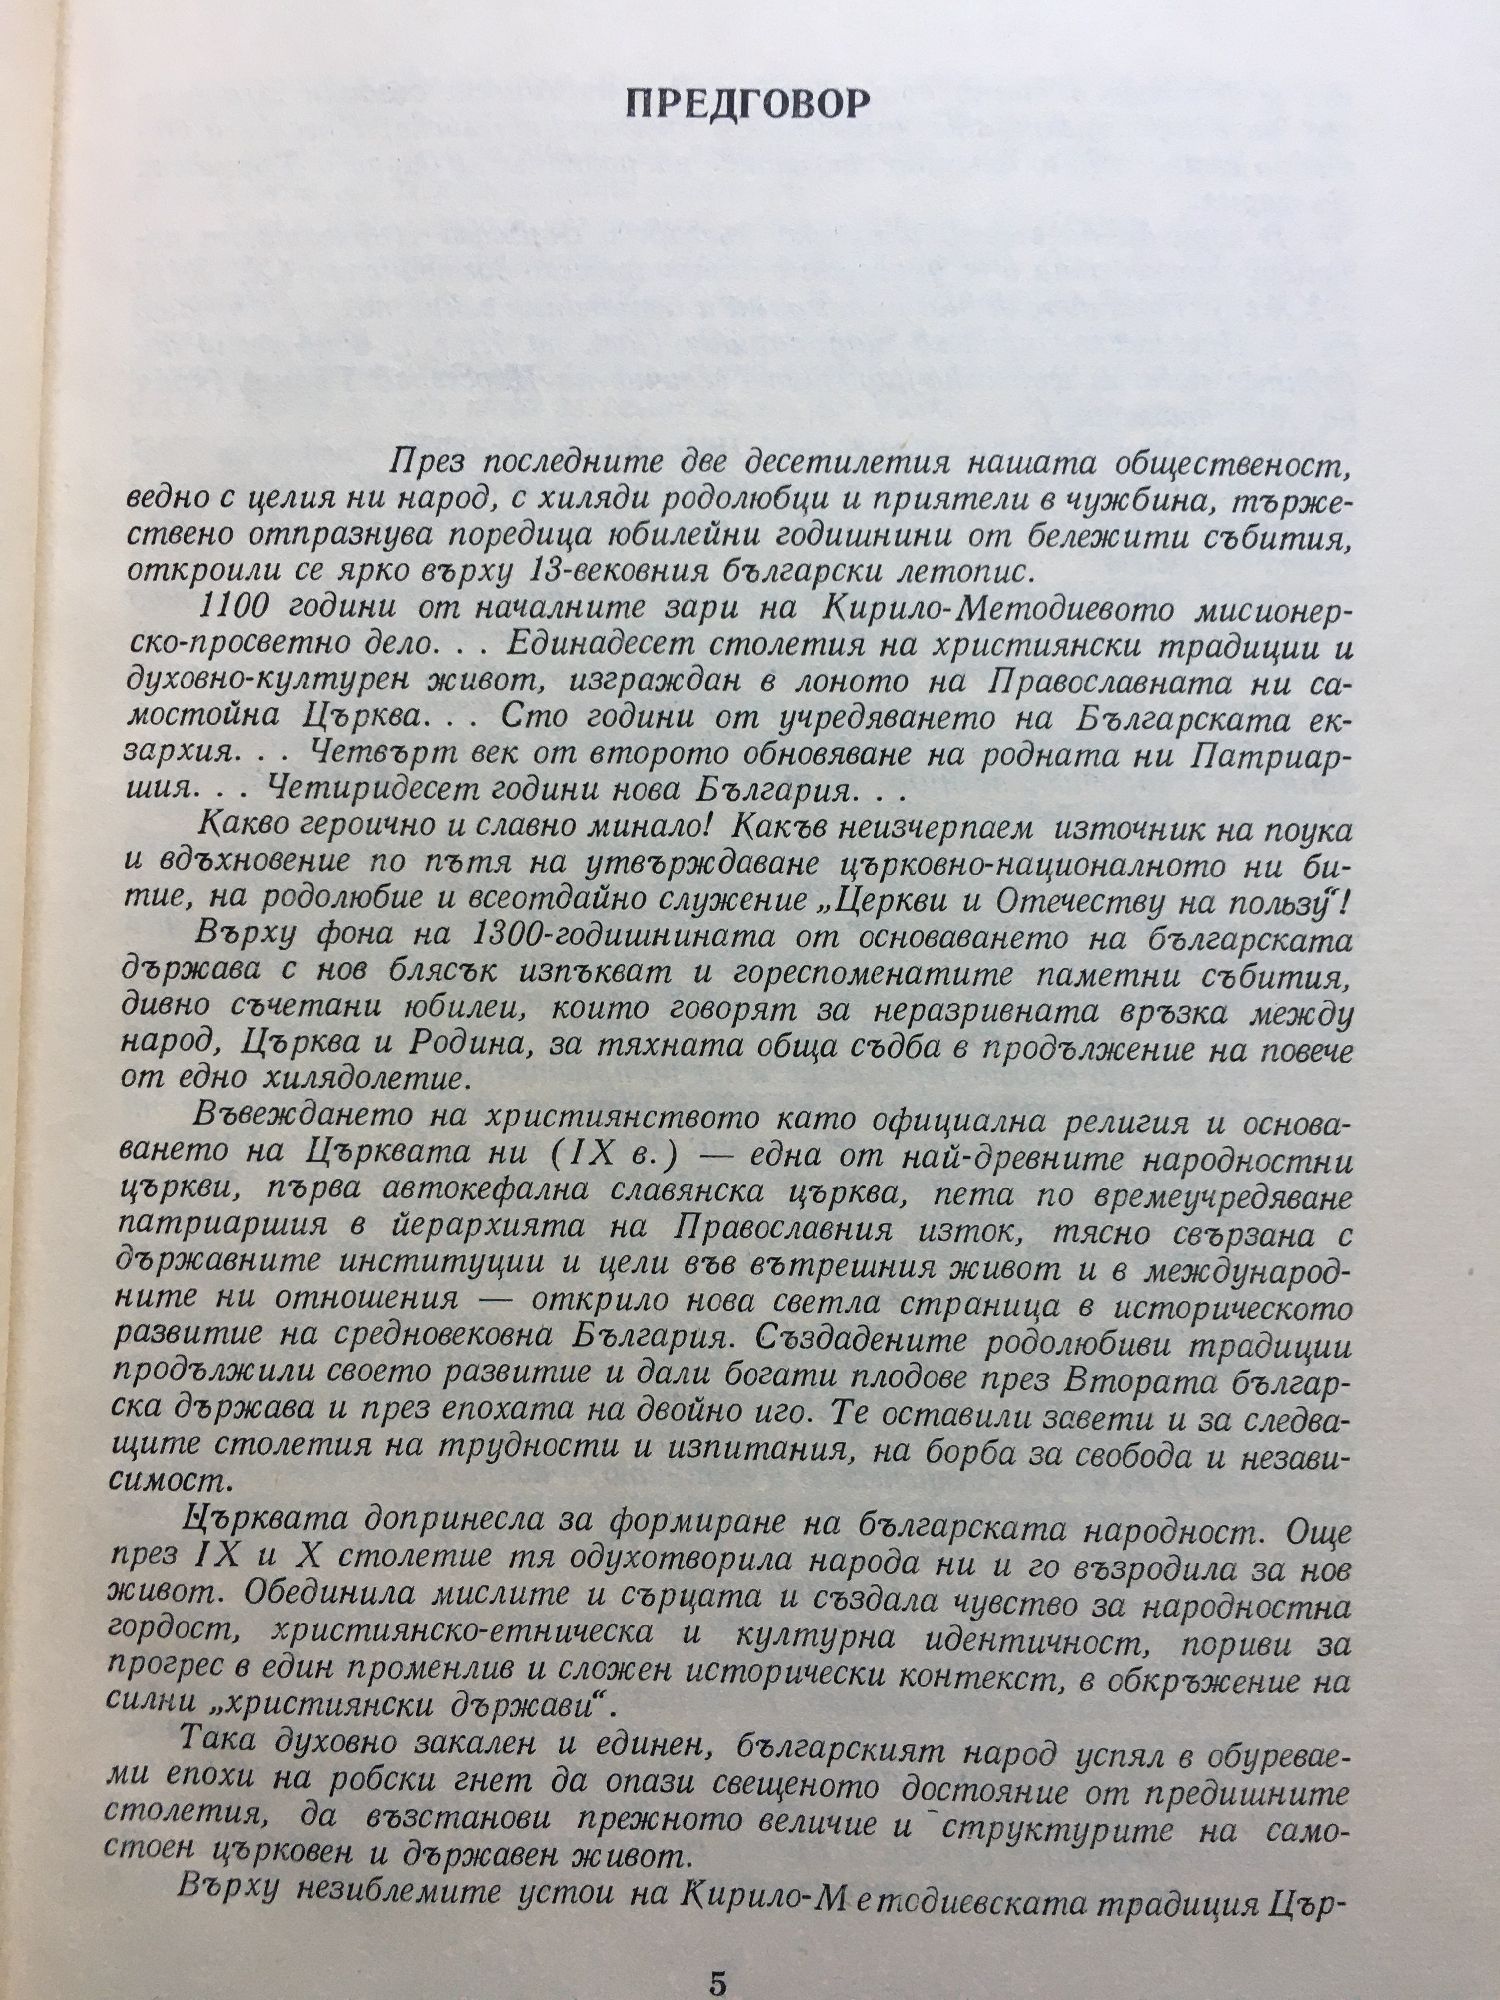 ПРЕДГОВОР
През последните две десетилетия нашата общественост,
ведно с целия ни народ, с хиляди родолюбци и приятели в чужбина, търже-
ствено отпразнува поредица юбилейни годишнини от бележити събития,
откроили се ярко върху 13-вековния български летопис.
1100 години от началните зари на Кирило-Методиевото мисионер-
ско-просветно дело. . . Единадесет столетия на християнски традиции и
духовно-културен живот, изграждан в лоното на Православната ни са-
мостойна Църква. . . Сто години от учредяването на Българската ек-
зархия. . . Четвърт век от второто обновяване на родната ни Патриар-
шия. . . Четиридесет години нова България. . .
Какво героично и славно минало! Какъв неизчерпаем източник на поука
и вдъхновение по пътя на утвърждаване църковно-националното ни би-
тие, на родолюбие и всеотдайно служение „Церкви и Отечеству на пользу“!
Върху фона на 1300-годишнината от основаването на българската
държава с нов блясък изпъкват и гореспоменатите паметни събития,
дивно съчетани юбилеи, които говорят за неразривната връзка между
народ, Църква и Родина, за тяхната обща съдба в продължение на повече
от едно хилядолетие.
Въвеждането на християнството като официална религия и основа-
ването на Църквата ни (IX в.) — една от най-древните народностни
църкви, първа автокефална славянска църква, пета по времеучредяване
патриаршия в йерархията на Православния изток, тясно свързана с
държавните институции и цели във вътрешния живот и в международ-
ните ни отношения — открило нова светла страница в историческото
развитие на средновековна България. Създадените родолюбиви традиции
продължили своето развитие и дали богати плодове през Втората българ-
ска държава и през епохата на двойно иго. Те оставили завети и за следва-
щите столетия на трудности и изпитания, на борба за свобода и незави-
симост.
Църквата допринесла за формиране на българската народност. Още
през IX и X столетие тя одухотворила народа ни и го възродила за нов
живот. Обединила мислите и сърцата и създала чувство за народностна
гордост, християнско-етническа и културна идентичност, пориви за
прогрес в един променлив и сложен исторически контекст, в обкръжение на
силни „християнски държави“.
Така духовно закален и единен, българският народ успял в обуревае-
ми епохи на робски гнет да опази свещеното достояние от предишните
столетия, да възстанови прежното величие и структурите на само-
стоен църковен и държавен живот.
Върху незиблемите устои на Кирило-Методиевската традиция Цър-
5